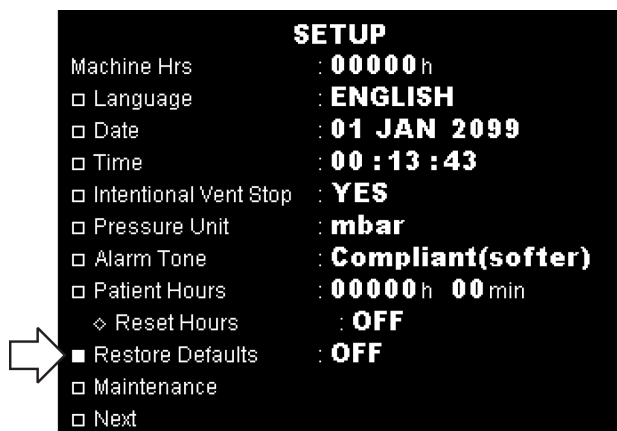 SETUP
Machine Hrs : 00000 h
Language : ENGLISH
Date : 01 JAN 2099
Time : 00 : 13 : 43
Intentional Vent Stop : YES
Pressure Unit : mbar
Alarm Tone : Compliant(softer)
Patient Hours : 00000 h 00 min
Reset Hours : OFF
Restore Defaults : OFF
Maintenance
Next